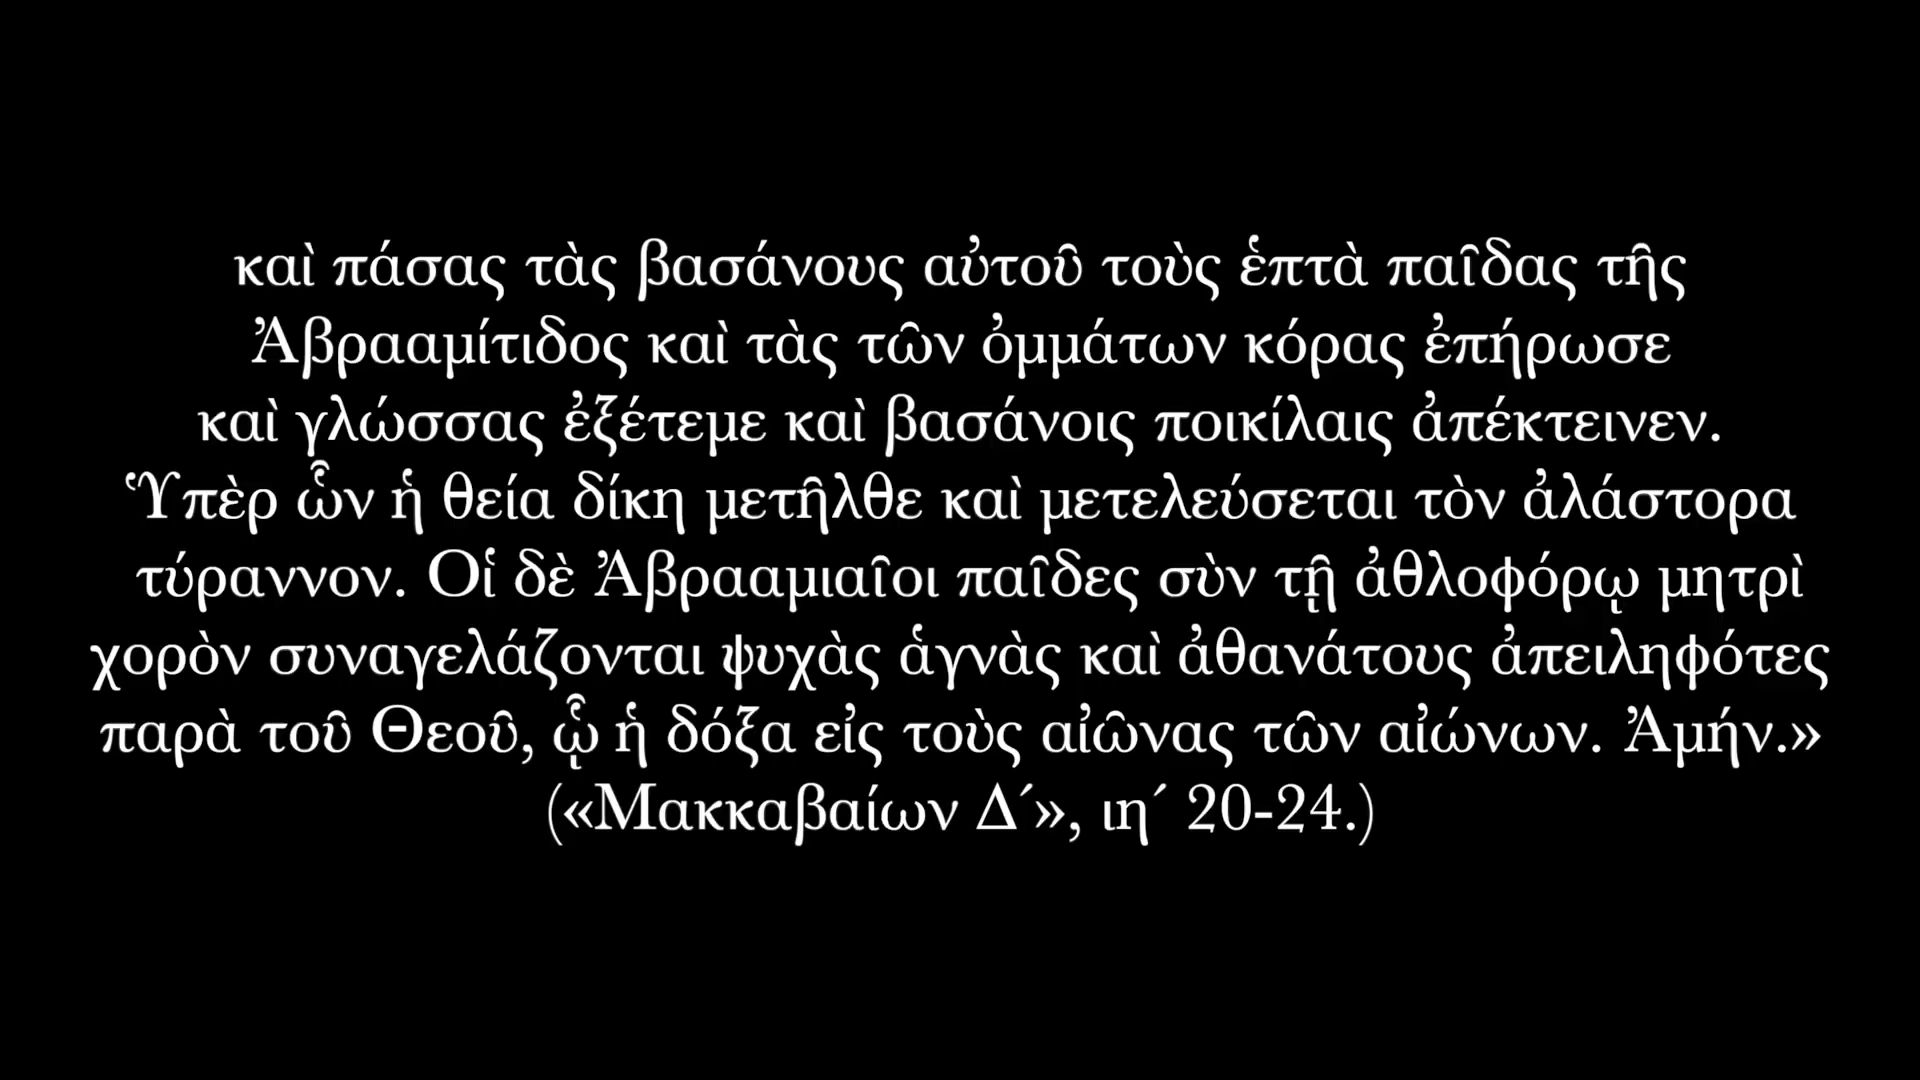 καὶ πάσας τὰς βασάνους αὐτοῦ τοὺς ἑπτὰ παῖδας τῆς
Ἀβρααμίτιδος καὶ τὰς τῶν ὀμμάτων κόρας ἐπήρωσε
καὶ γλώσσας ἐξέτεμε καὶ βασάνοις ποικίλαις ἀπέκτεινεν.
Ὑπὲρ ὧν ἡ θεία δίκη μετῆλθε καὶ μετελεύσεται τὸν ἀλάστορα
τύραννον. Οἱ δὲ Ἀβρααμιαῖοι παῖδες σὺν τῇ ἀθλοφόρῳ μητρὶ
χορὸν συναγελάζονται ψυχὰς ἁγνὰς καὶ ἀθανάτους ἀπειληφότες
παρὰ τοῦ Θεοῦ, ᾧ ἡ δόξα εἰς τοὺς αἰῶνας τῶν αἰώνων. Ἀμήν.»
(«Μακκαβαίων Δ´», ιη´ 20-24.)